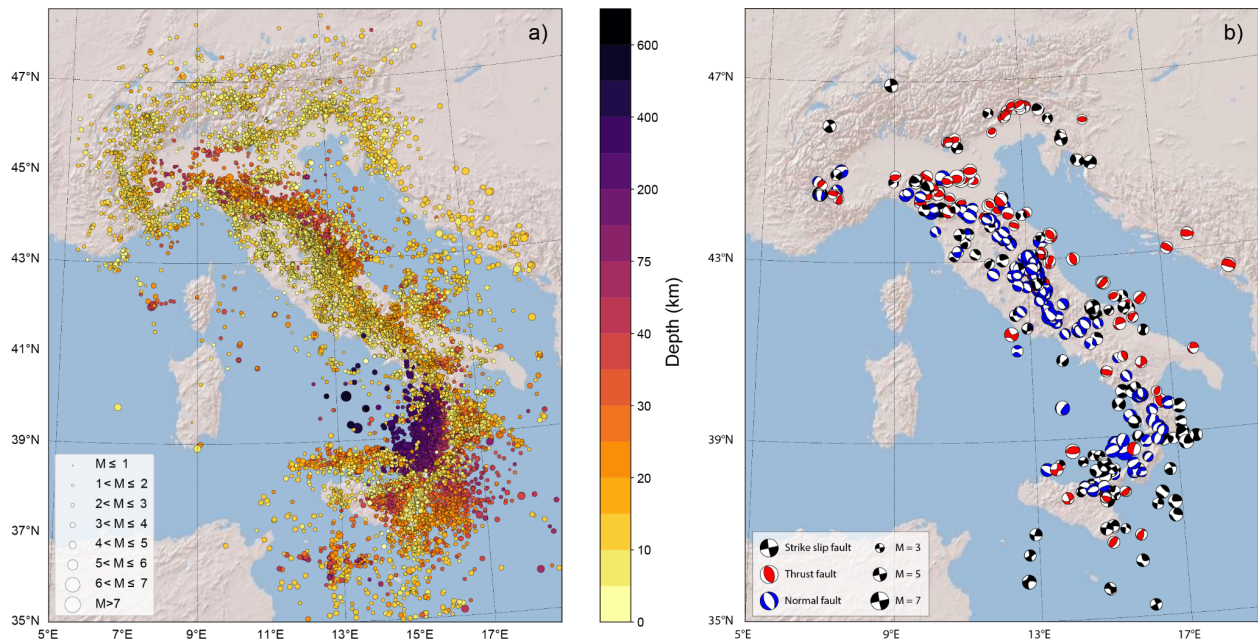 a)
47°N
45°N
43°N
41°N
39°N
37°N
35°N
5°E 7°E 9°E 11°E 13°E 15°E 17°E
M ≤ 1
1 < M ≤ 2
2 < M ≤ 3
3 < M ≤ 4
4 < M ≤ 5
5 < M ≤ 6
6 < M ≤ 7
M>7
600
400
200
75
40
20
10
0
Depth (km)
b)
47°N
45°N
43°N
41°N
39°N
37°N
35°N
5°E 7°E 9°E 11°E 13°E 15°E 17°E
Strike slip fault M = 3
Thrust fault M = 5
Normal fault M = 7